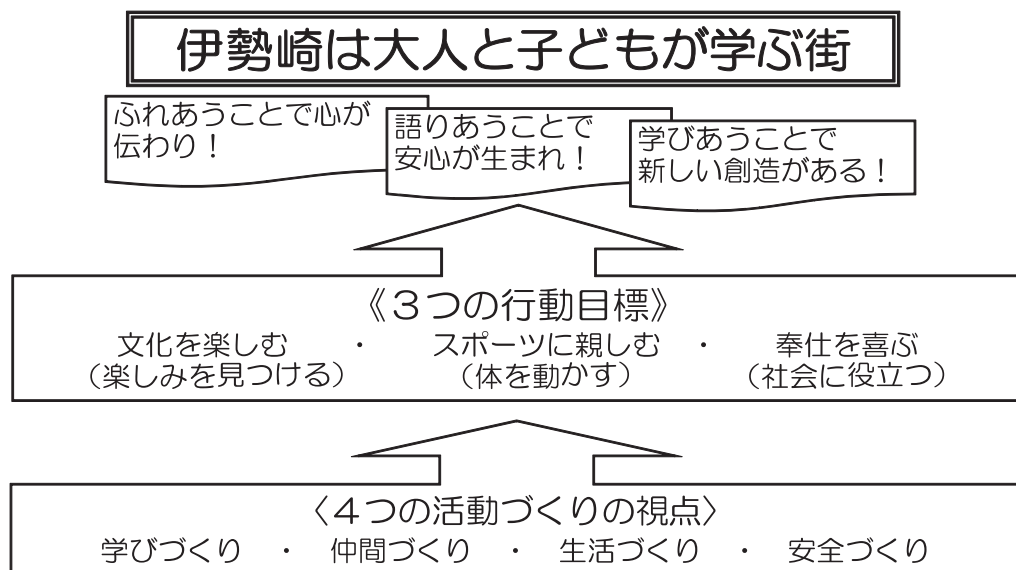 伊勢崎は大人と子どもが学ぶ街
ふれあうことで心が
伝わり！
語りあうことで
安心が生まれ！
学びあうことで
新しい創造がある！
《３つの行動目標》
文化を楽しむ ・ スポーツに親しむ ・ 奉仕を喜ぶ
（楽しみを見つける） （体を動かす） （社会に役立つ）
〈４つの活動づくりの視点〉
学びづくり ・ 仲間づくり ・ 生活づくり ・ 安全づくり